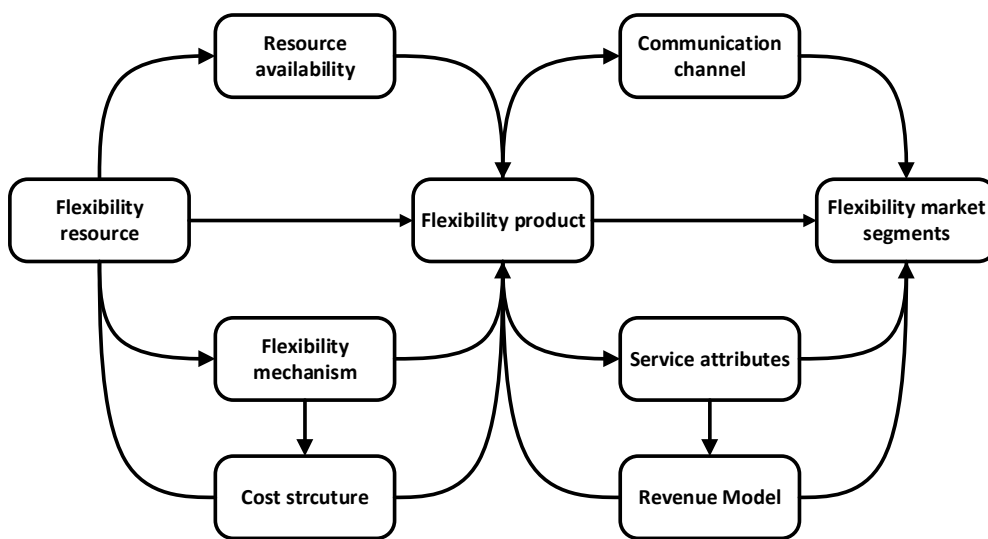 Resource
availability
Communication
channel
Flexibility
resource
Flexibility product
Flexibility market
segments
Flexibility
mechanism
Service attributes
Cost strcuture
Revenue Model